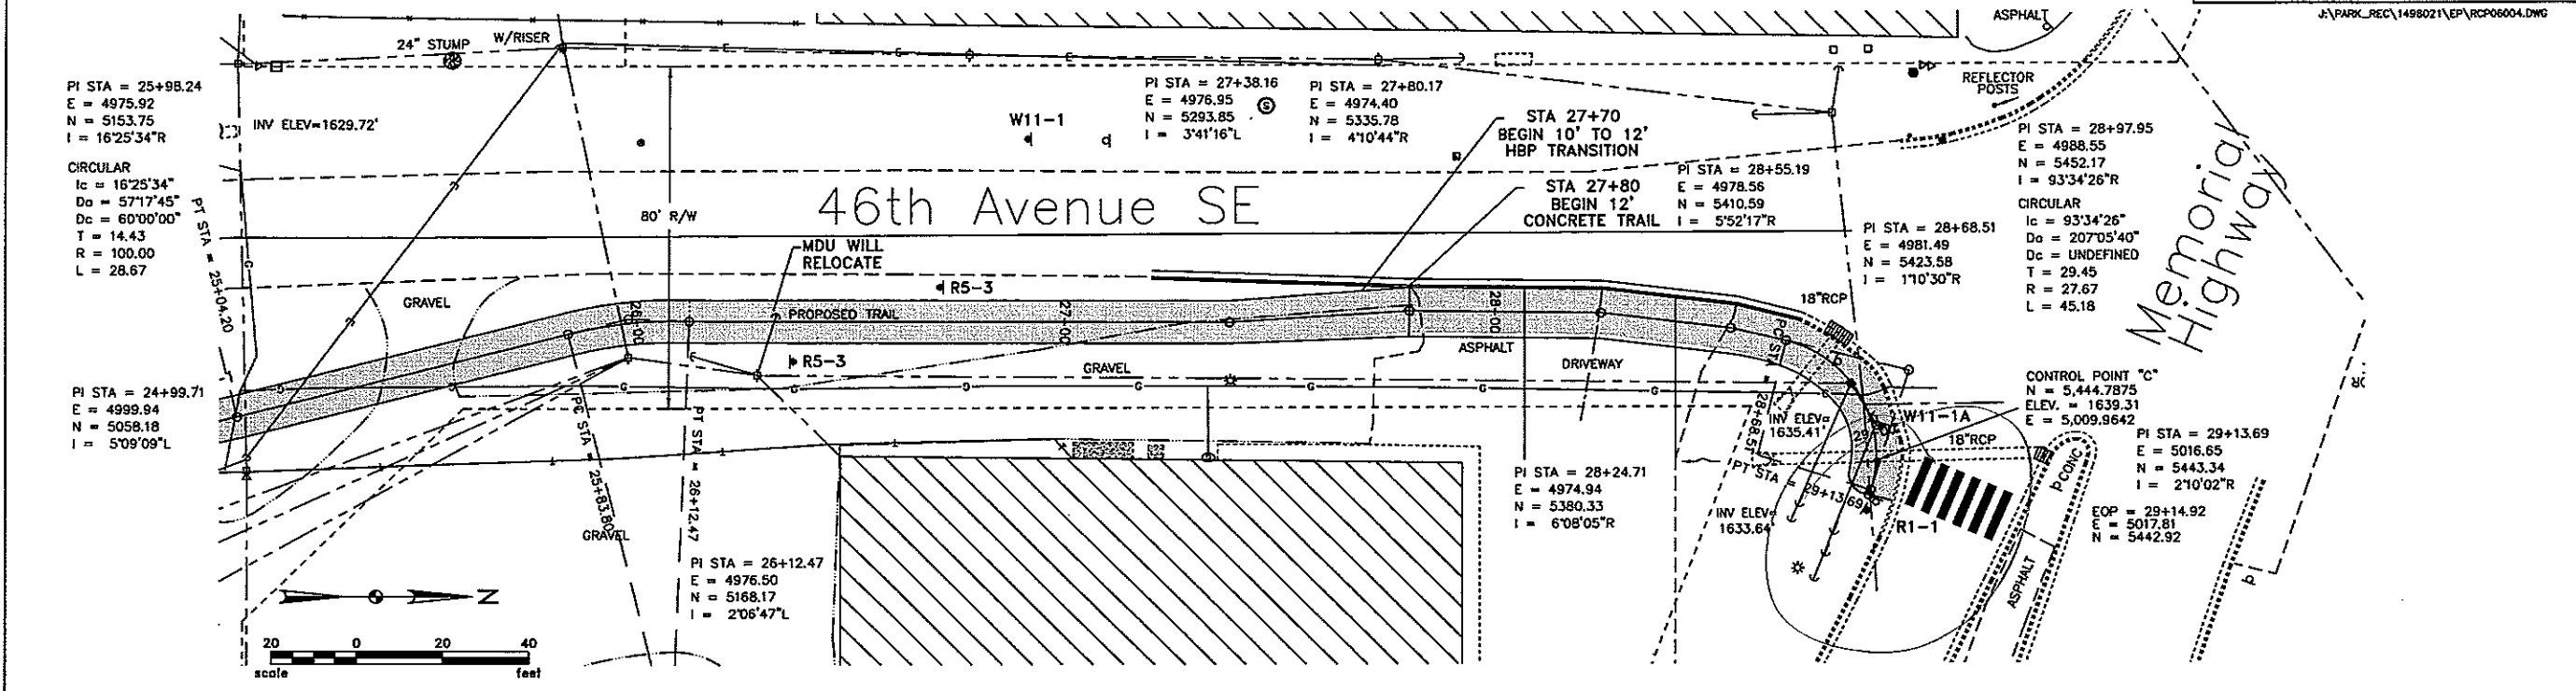 J:\PARK_REC\1498021\EP\RCP06004.DWG
ASPHALT
24" STUMP
W/RISER
REFLECTOR
POSTS
PI STA = 25+98.24
E = 4975.92
N = 5153.75
I = 16°25'34"R
INV ELEV=1629.72'
CIRCULAR
Ic = 16°25'34"
Da = 57°17'45"
Dc = 60°00'00"
T = 14.43
R = 100.00
L = 28.67
PT STA = 25+04.20
W11-1
PI STA = 27+38.16
E = 4976.95
N = 5293.85
I = 3°41'16"L
S
PI STA = 27+80.17
E = 4974.40
N = 5335.78
I = 4°10'44"R
STA 27+70
BEGIN 10' TO 12'
HBP TRANSITION
STA 27+80
BEGIN 12'
CONCRETE TRAIL
PI STA = 28+55.19
E = 4978.56
N = 5410.59
I = 5°52'17"R
PI STA = 28+97.95
E = 4988.55
N = 5452.17
I = 93°34'26"R
CIRCULAR
Ic = 93°34'26"
Da = 207°05'40"
Dc = UNDEFINED
T = 29.45
R = 27.67
L = 45.18
PI STA = 28+68.51
E = 4981.49
N = 5423.58
I = 1°10'30"R
Memorial
Highway
80' R/W
46th Avenue SE
MDU WILL
RELOCATE
GRAVEL
R5-3
PROPOSED TRAIL
26+00
27+00
28+00
18"RCP
R5-3
GRAVEL
ASPHALT
DRIVEWAY
PC STA = 28+68.51
PI STA = 24+99.71
E = 4999.94
N = 5058.18
I = 5°09'09"L
PC STA = 25+83.80
PT STA = 26+12.47
GRAVEL
CONTROL POINT "C"
N = 5,444.7875
ELEV. = 1639.31
E = 5,009.9642
INV ELEV=
1635.41'
W11-1A
18"RCP
CONC
PT STA = 29+13.69
INV ELEV=
1633.64'
R1-1
ASPHALT
PI STA = 29+13.69
E = 5016.65
N = 5443.34
I = 2°10'02"R
EOP = 29+14.92
E = 5017.81
N = 5442.92
PI STA = 28+24.71
E = 4974.94
N = 5380.33
I = 6°08'05"R
PI STA = 26+12.47
E = 4976.50
N = 5168.17
I = 2°06'47"L
N
20 0 20 40
scale feet